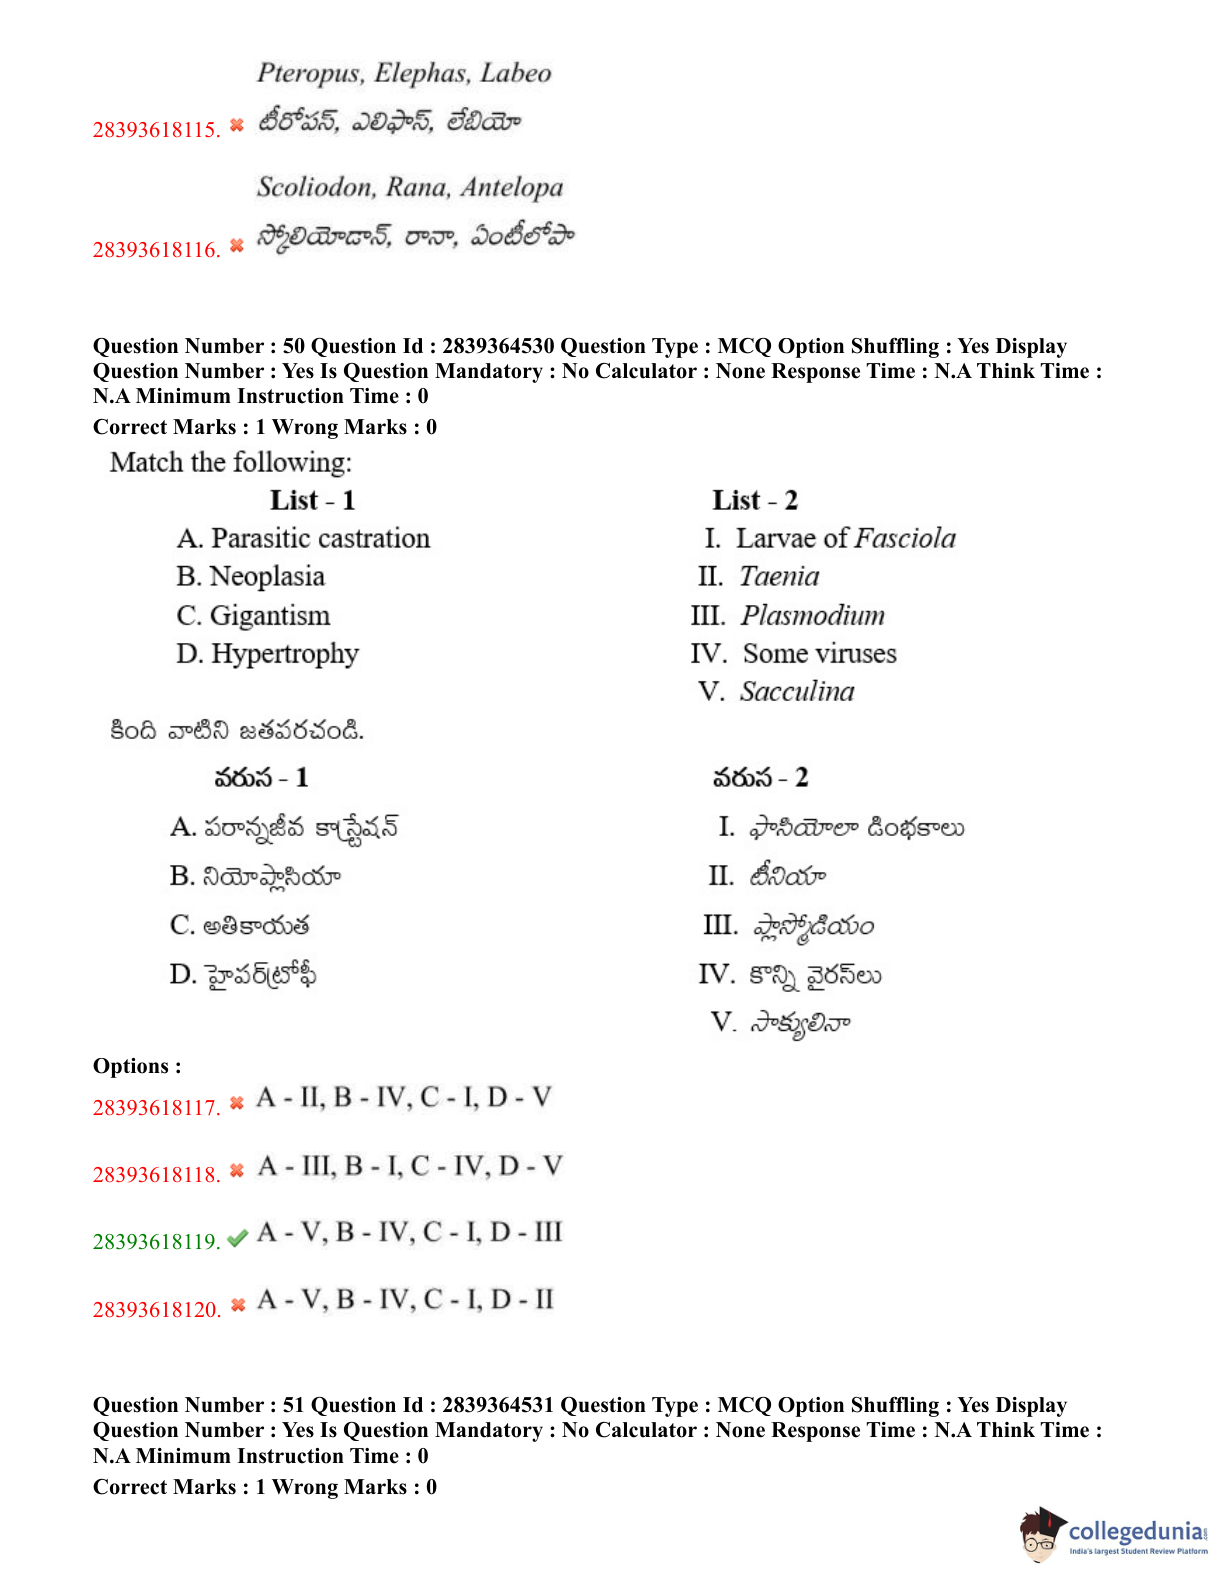 Pteropus, Elephas, Labeo
28393618115. టీరోపస్, ఎలిఫాస్, లేబియో
Scoliodon, Rana, Antelopa
28393618116. స్కోలియోడాన్, రానా, ఏంటీలోపా
Question Number : 50 Question Id : 2839364530 Question Type : MCQ Option Shuffling : Yes Display
Question Number : Yes Is Question Mandatory : No Calculator : None Response Time : N.A Think Time :
N.A Minimum Instruction Time : 0
Correct Marks : 1 Wrong Marks : 0
Match the following:
List - 1 List - 2
A. Parasitic castration I. Larvae of Fasciola
B. Neoplasia II. Taenia
C. Gigantism III. Plasmodium
D. Hypertrophy IV. Some viruses
V. Sacculina
కింది వాటిని జతపరచండి.
వరుస - 1 వరుస - 2
A. పరాన్నజీవ కాస్ట్రేషన్ I. ఫాసియోలా డింభకాలు
B. నియోప్లాసియా II. టీనియా
C. అతికాయత III. ప్లాస్మోడియం
D. హైపర్‌ట్రోఫీ IV. కొన్ని వైరస్‌లు
V. సాక్యులినా
Options :
28393618117. A - II, B - IV, C - I, D - V
28393618118. A - III, B - I, C - IV, D - V
28393618119. A - V, B - IV, C - I, D - III
28393618120. A - V, B - IV, C - I, D - II
Question Number : 51 Question Id : 2839364531 Question Type : MCQ Option Shuffling : Yes Display
Question Number : Yes Is Question Mandatory : No Calculator : None Response Time : N.A Think Time :
N.A Minimum Instruction Time : 0
Correct Marks : 1 Wrong Marks : 0
collegedunia.com
India's largest Student Review Platform